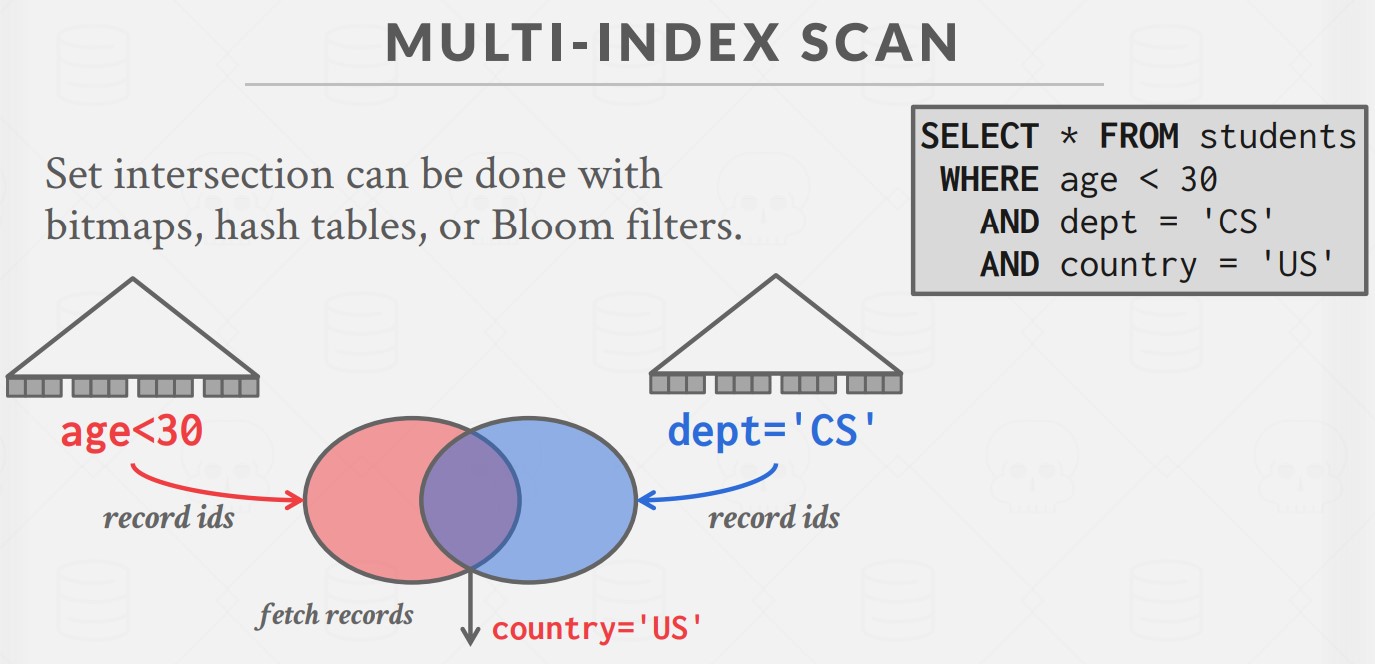 MULTI-INDEX SCAN
SELECT * FROM students
WHERE age < 30
AND dept = 'CS'
AND country = 'US'
Set intersection can be done with
bitmaps, hash tables, or Bloom filters.
age<30
dept='CS'
record ids
record ids
fetch records
country='US'